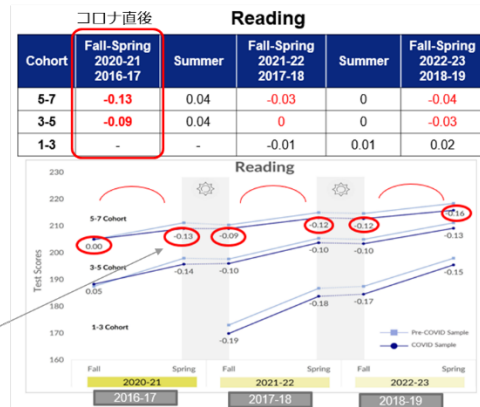 コロナ直後
Reading
Cohort Fall-Spring 2020-21 2016-17 Summer Fall-Spring 2021-22 2017-18 Summer Fall-Spring 2022-23 2018-19
5-7 -0.13 0.04 -0.03 0 -0.04
3-5 -0.09 0.04 0 0 -0.03
1-3 - - -0.01 0.01 0.02
Reading
230
220
210
200
190
180
170
160
Test Scores
5-7 Cohort
0.00 -0.13 -0.09 -0.12 -0.12 -0.16
3-5 Cohort
0.05 -0.14 -0.10 -0.10 -0.10 -0.13
1-3 Cohort
-0.19 -0.18 -0.17 -0.15
Pre-COVID Sample
COVID Sample
Fall Spring Fall Spring Fall Spring
2020-21 2021-22 2022-23
2016-17 2017-18 2018-19